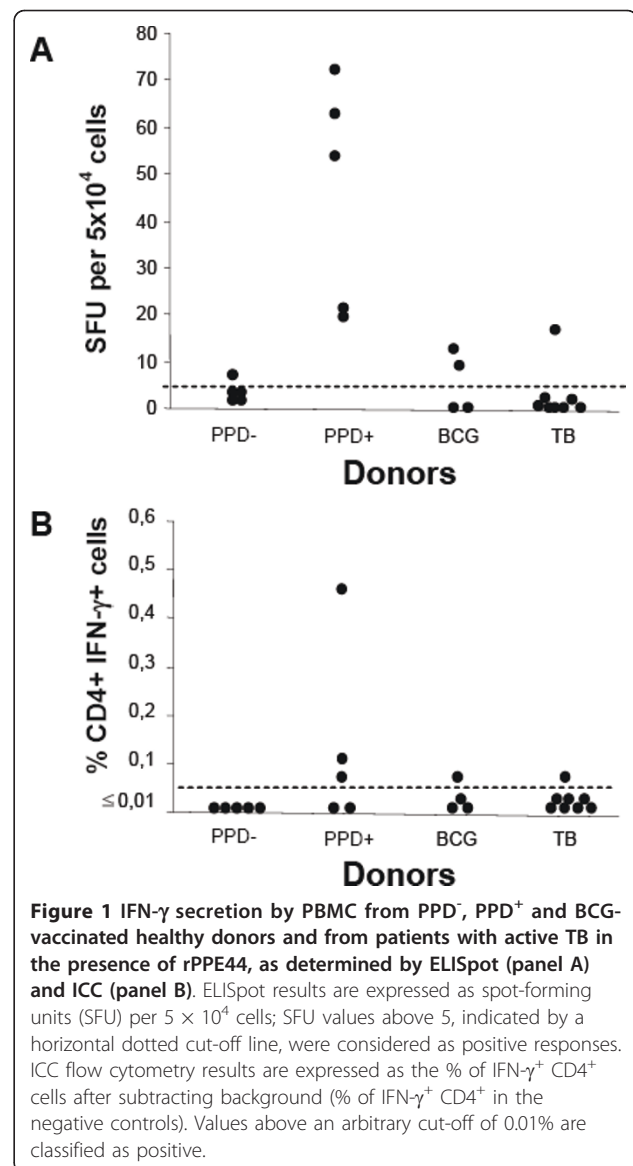 A
80
70
60
50
40
30
20
10
0
SFU per 5x10⁴ cells
PPD- PPD+ BCG TB
Donors
B
0,6
0,5
0,4
0,3
0,2
0,1
≤0,01
% CD4+ IFN-γ+ cells
PPD- PPD+ BCG TB
Donors
Figure 1 IFN-γ secretion by PBMC from PPD⁻, PPD⁺ and BCG-
vaccinated healthy donors and from patients with active TB in
the presence of rPPE44, as determined by ELISpot (panel A)
and ICC (panel B). ELISpot results are expressed as spot-forming
units (SFU) per 5 × 10⁴ cells; SFU values above 5, indicated by a
horizontal dotted cut-off line, were considered as positive responses.
ICC flow cytometry results are expressed as the % of IFN-γ⁺ CD4⁺
cells after subtracting background (% of IFN-γ⁺ CD4⁺ in the
negative controls). Values above an arbitrary cut-off of 0.01% are
classified as positive.